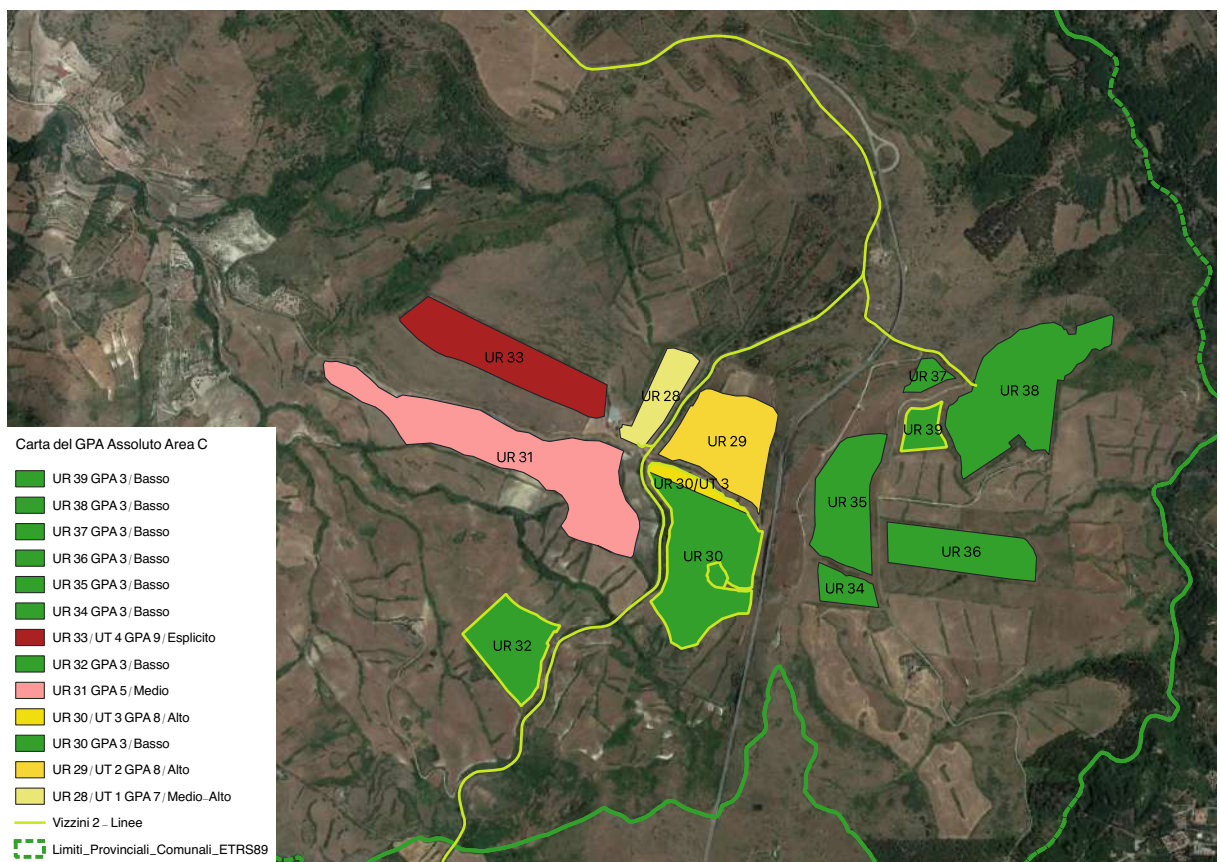 UR 33
UR 28
UR 37
UR 38
UR 39
UR 29
UR 31
UR 30/UT 3
UR 35
UR 30
UR 36
UR 34
UR 32
Carta del GPA Assoluto Area C
UR 39 GPA 3/Basso
UR 38 GPA 3/Basso
UR 37 GPA 3/Basso
UR 36 GPA 3/Basso
UR 35 GPA 3/Basso
UR 34 GPA 3/Basso
UR 33/UT 4 GPA 9/Esplicito
UR 32 GPA 3/Basso
UR 31 GPA 5/Medio
UR 30/UT 3 GPA 8/Alto
UR 30 GPA 3/Basso
UR 29/UT 2 GPA 8/Alto
UR 28/UT 1 GPA 7/Medio-Alto
Vizzini 2 - Linee
Limiti_Provinciali_Comunali_ETRS89